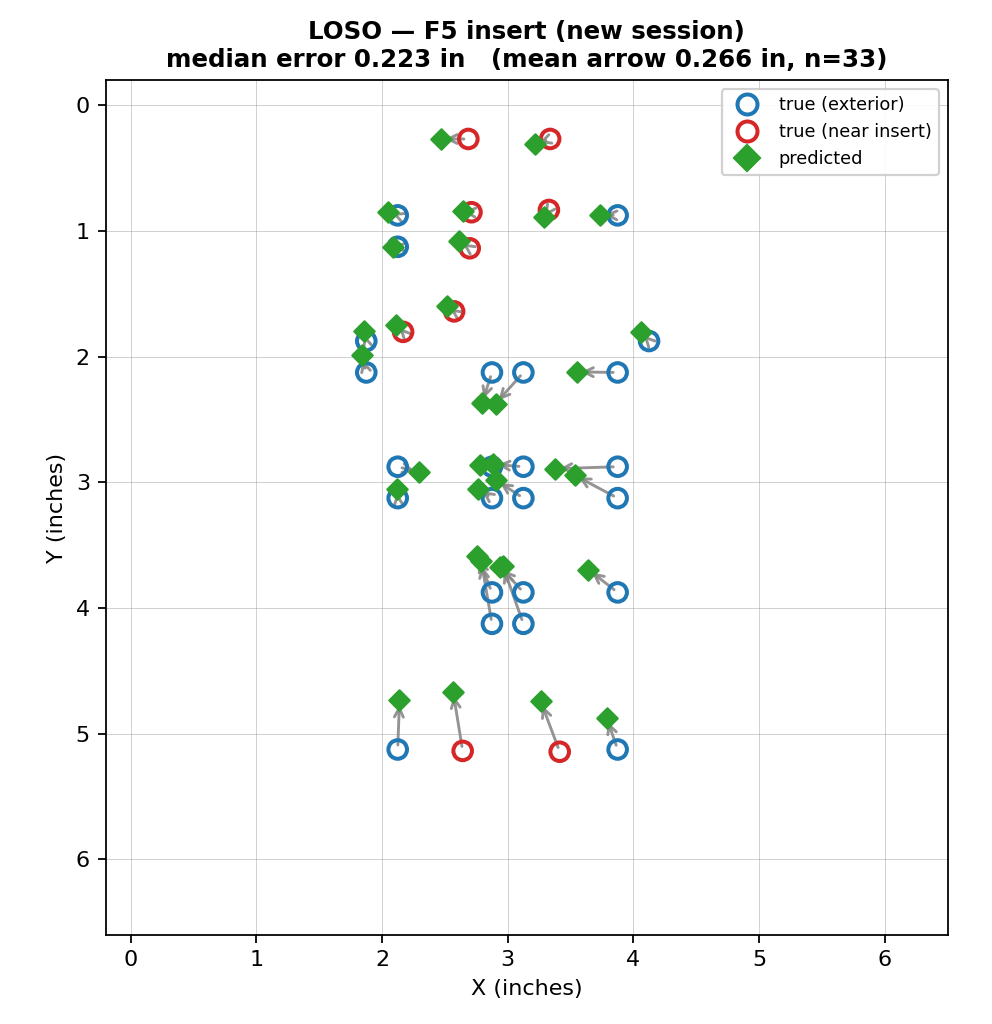 LOSO — F5 insert (new session)
median error 0.223 in   (mean arrow 0.266 in, n=33)
true (exterior)
true (near insert)
predicted
0
1
2
3
4
5
6
Y (inches)
0 1 2 3 4 5 6
X (inches)